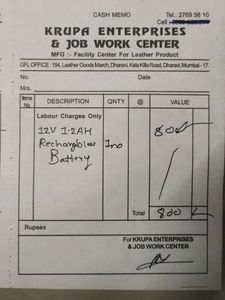 CASH MEMO
Tel.: 2769 56 10
Cell :
KRUPA ENTERPRISES
& JOB WORK CENTER
MFG :- Facility Center For Leather Product
GFL OFFICE : 194, Leather Goods March, Dharavi, Kala Killa Road, Dharavi, Mumbai - 17.
No. Date
M/s.
Items No DESCRIPTION QNTY @ VALUE
Labour Charges Only
12V 1.2AH 800
Rechargable 1no
Battery
Total 800
Rupees
For KRUPA ENTERPRISES
& JOB WORK CENTER